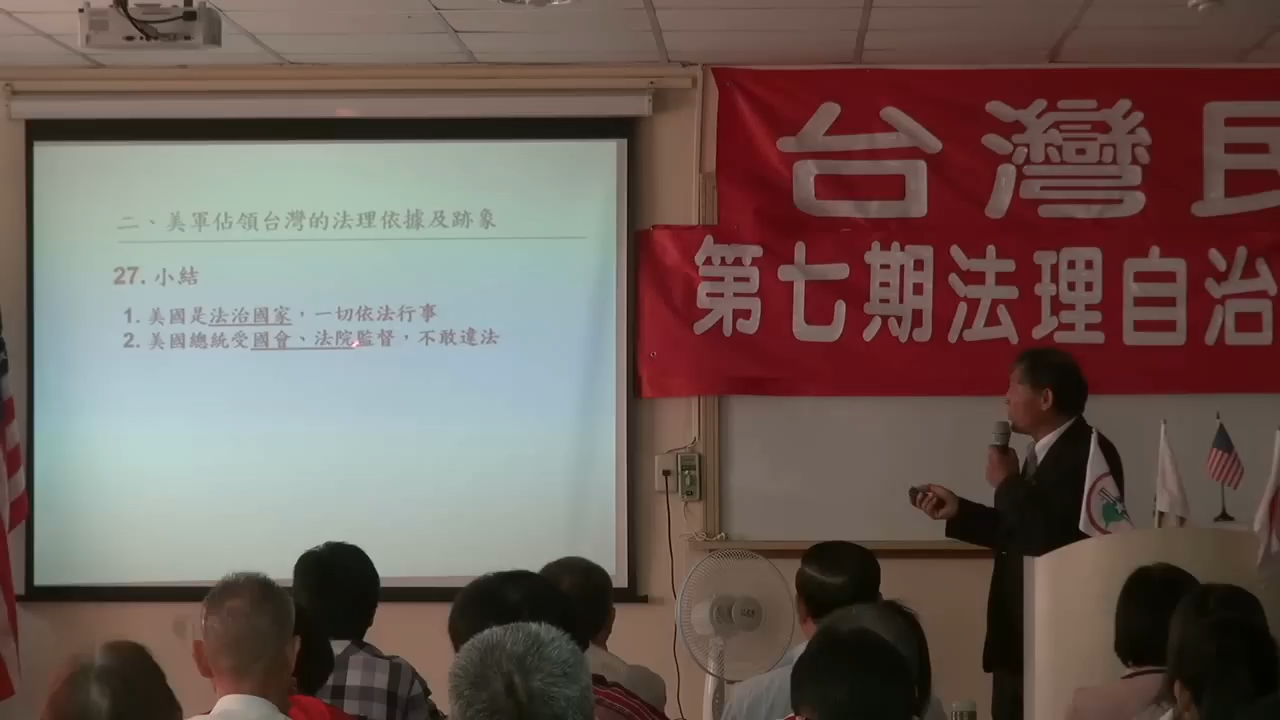 二、美軍佔領台灣的法理依據及跡象
27. 小結
1. 美國是法治國家，一切依法行事
2. 美國總統受國會、法院監督，不敢違法
台灣民
第七期法理自治